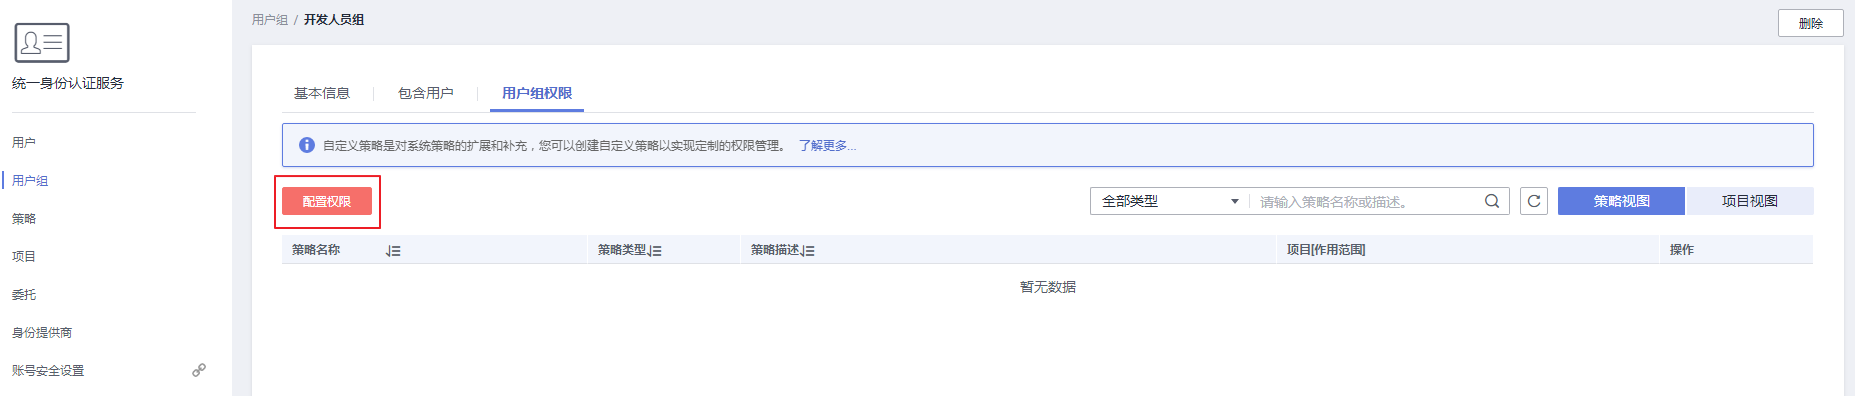 用户组 / 开发人员组
删除
统一身份认证服务
用户
用户组
策略
项目
委托
身份提供商
账号安全设置
基本信息 包含用户 用户组权限
自定义策略是对系统策略的扩展和补充，您可以创建自定义策略以实现定制的权限管理。 了解更多...
配置权限 全部类型 请输入策略名称或描述。 策略视图 项目视图
策略名称 策略类型 策略描述 项目[作用范围] 操作
暂无数据